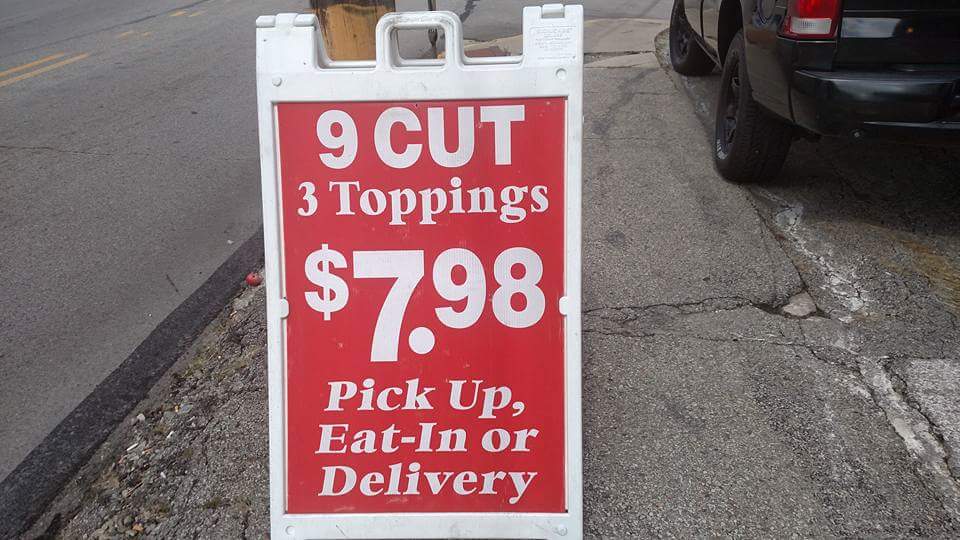 9 CUT
3 Toppings
$7.98
Pick Up,
Eat-In or
Delivery